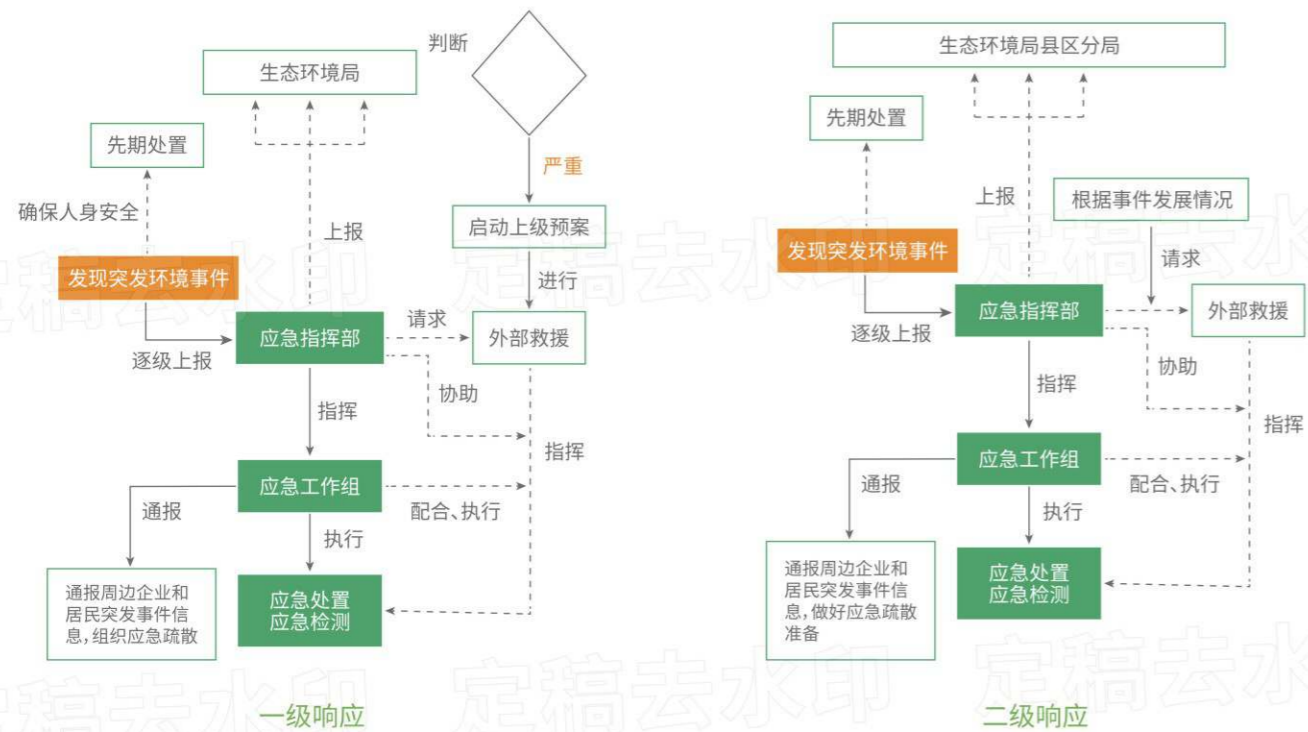 判断
生态环境局
先期处置
严重
确保人身安全
上报
启动上级预案
发现突发环境事件
进行
请求
应急指挥部
外部救援
逐级上报
协助
指挥
指挥
应急工作组
通报
配合、执行
执行
通报周边企业和
居民突发事件信
息，组织应急疏散
应急处置
应急检测
一级响应
生态环境局县区分局
先期处置
上报
根据事件发展情况
发现突发环境事件
请求
应急指挥部
外部救援
逐级上报
协助
指挥
指挥
应急工作组
通报
配合、执行
执行
通报周边企业和
居民突发事件信
息，做好应急疏散
准备
应急处置
应急检测
二级响应
定稿去水印
定稿去水印
定稿去水印
定稿去水印
定稿去水印
定稿去水印